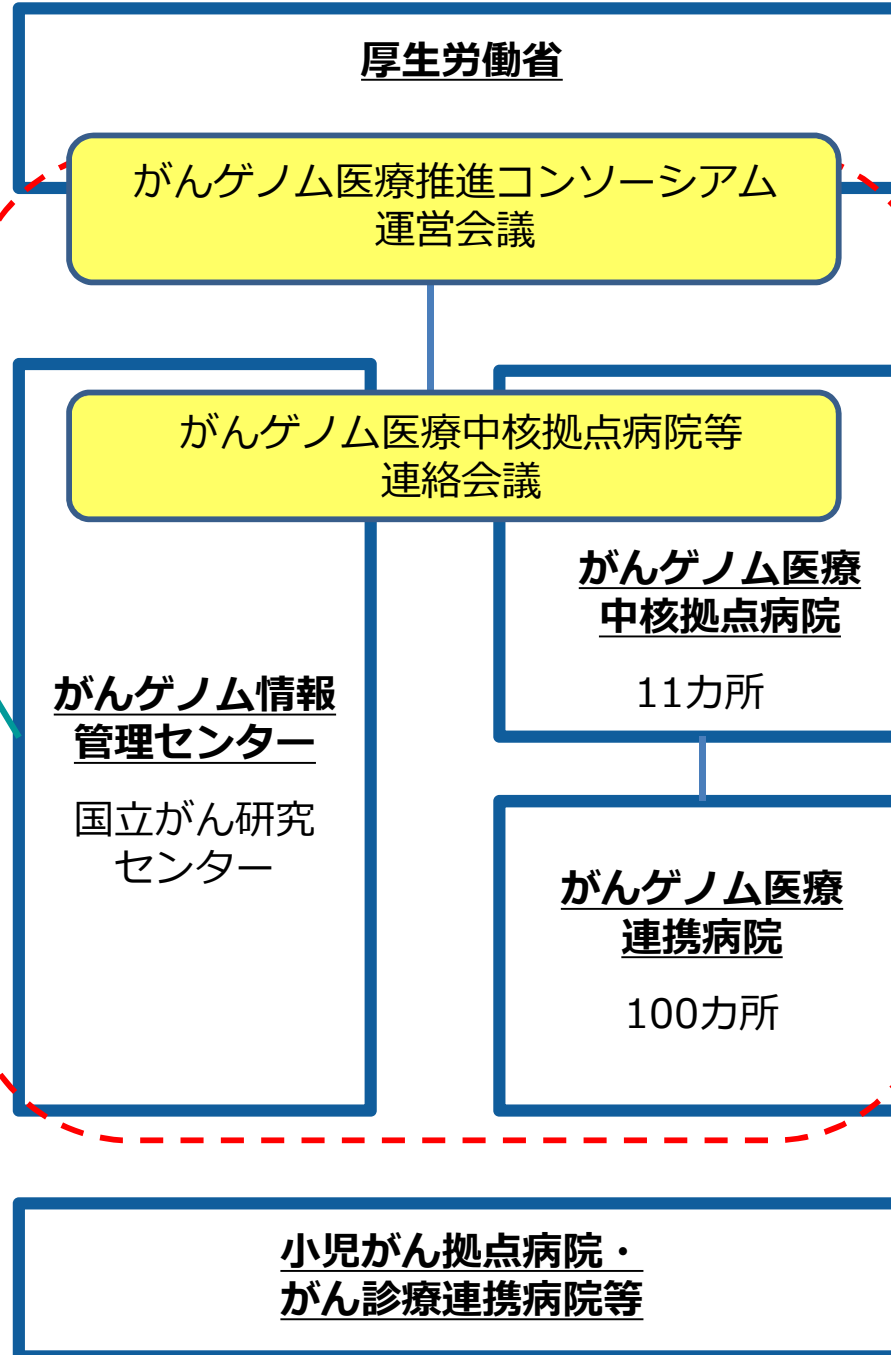 厚生労働省
がんゲノム医療推進コンソーシアム
運営会議
がんゲノム医療中核拠点病院等
連絡会議
がんゲノム情報
管理センター
国立がん研究
センター
がんゲノム医療
中核拠点病院
11カ所
がんゲノム医療
連携病院
100カ所
小児がん拠点病院・
がん診療連携病院等